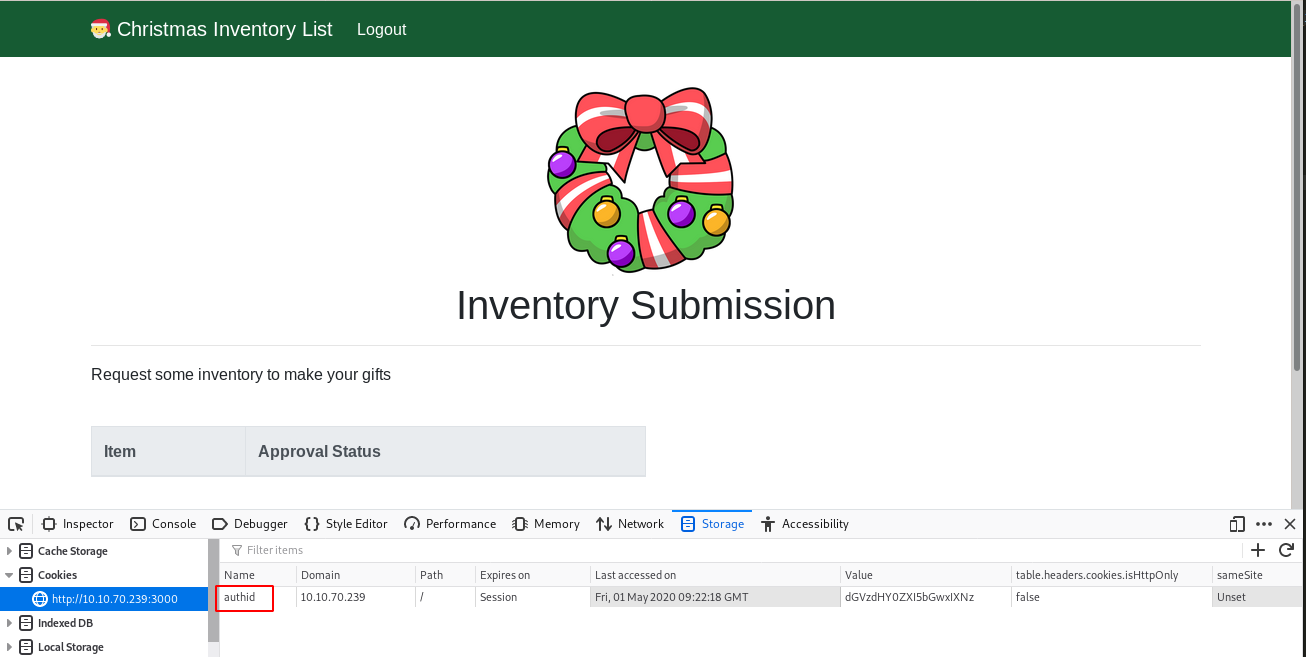 Christmas Inventory List Logout
Inventory Submission
Request some inventory to make your gifts
Item Approval Status
Inspector Console Debugger Style Editor Performance Memory Network Storage Accessibility
Cache Storage Filter items
Cookies Name Domain Path Expires on Last accessed on Value table.headers.cookies.isHttpOnly sameSite
http://10.10.70.239:3000 authid 10.10.70.239 / Session Fri, 01 May 2020 09:22:18 GMT dGVzdHY0ZXI5bGwxIXNz false Unset
Indexed DB
Local Storage